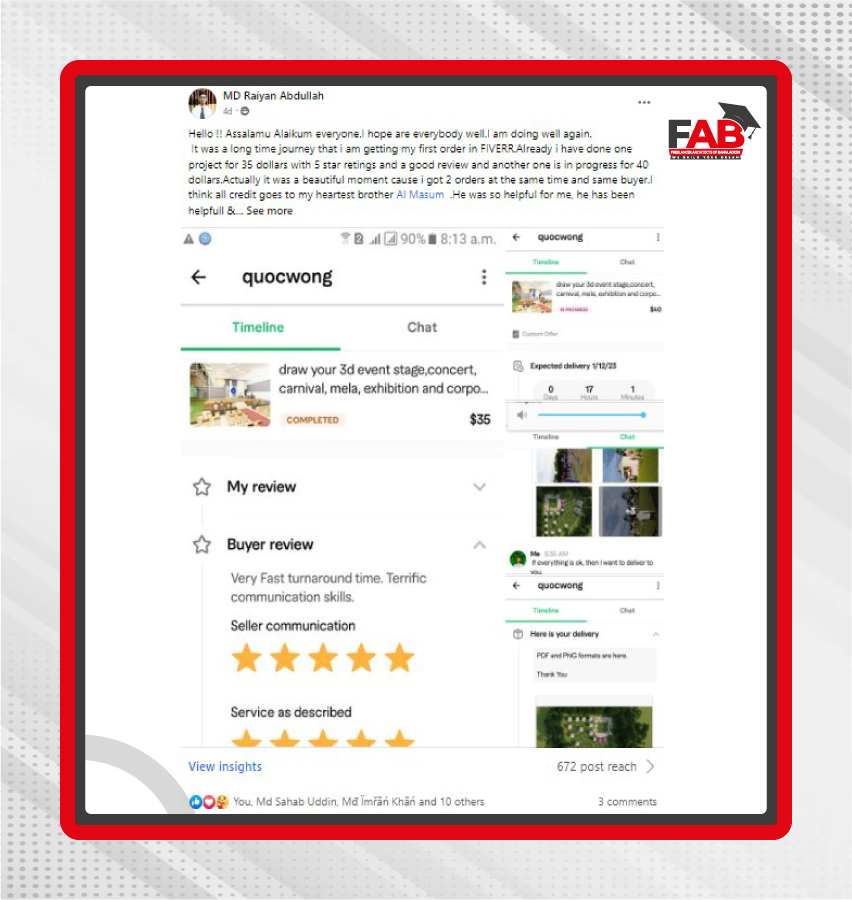 MD Raiyan Abdullah
4d
Hello !! Assalamu Alaikum everyone.I hope are everybody well.I am doing well again.
It was a long time journey that i am getting my first order in FIVERR.Already i have done one
project for 35 dollars with 5 star retings and a good review and another one is in progress for 40
dollars.Actually it was a beautiful moment cause i got 2 orders at the same time and same buyer.I
think all credit goes to my heartest brother Al Masum .He was so helpful for me, he has been
helpfull &... See more
FAB
FREELANCER ARCHITECTS OF BANGLADESH
WE BUILD YOUR DREAM
90% 8:13 a.m.
quocwong
Timeline Chat
draw your 3d event stage,concert,
carnival, mela, exhibition and corpo...
COMPLETED $35
My review
Buyer review
Very Fast turnaround time. Terrific
communication skills.
Seller communication
Service as described
quocwong
Timeline Chat
draw your 3d event stage,concert,
carnival, mela, exhibition and corpo...
IN PROGRESS $40
Custom Offer
Expected delivery 1/12/23
0 17 1
Days Hours Minutes
Timeline Chat
Me 8:36 AM
If everything is ok, then I want to deliver to
you.
quocwong
Timeline Chat
Here is your delivery
PDF and PNG formats are here.
Thank You
View insights 672 post reach
You, Md Sahab Uddin, Mđ Ïmřãń Khãń and 10 others 3 comments